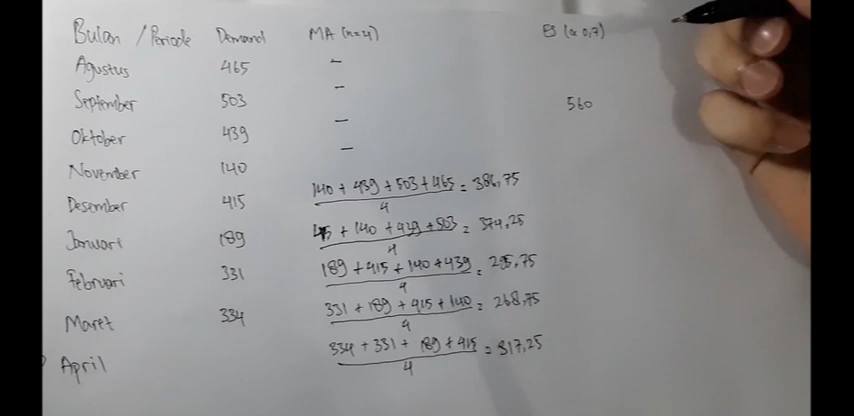 Bulan / Periode Demand MA (n=4) ES (α 0,7)
Agustus 465 -
September 503 - 560
Oktober 439 -
November 140 -
Desember 415 140 + 439 + 503 + 465 = 386,75
4
Januari 189 415 + 140 + 439 + 503 = 374,25
4
Februari 331 189 + 415 + 140 + 439 = 295,75
4
Maret 334 331 + 189 + 415 + 140 = 268,75
4
April 334 + 331 + 189 + 415 = 317,25
4